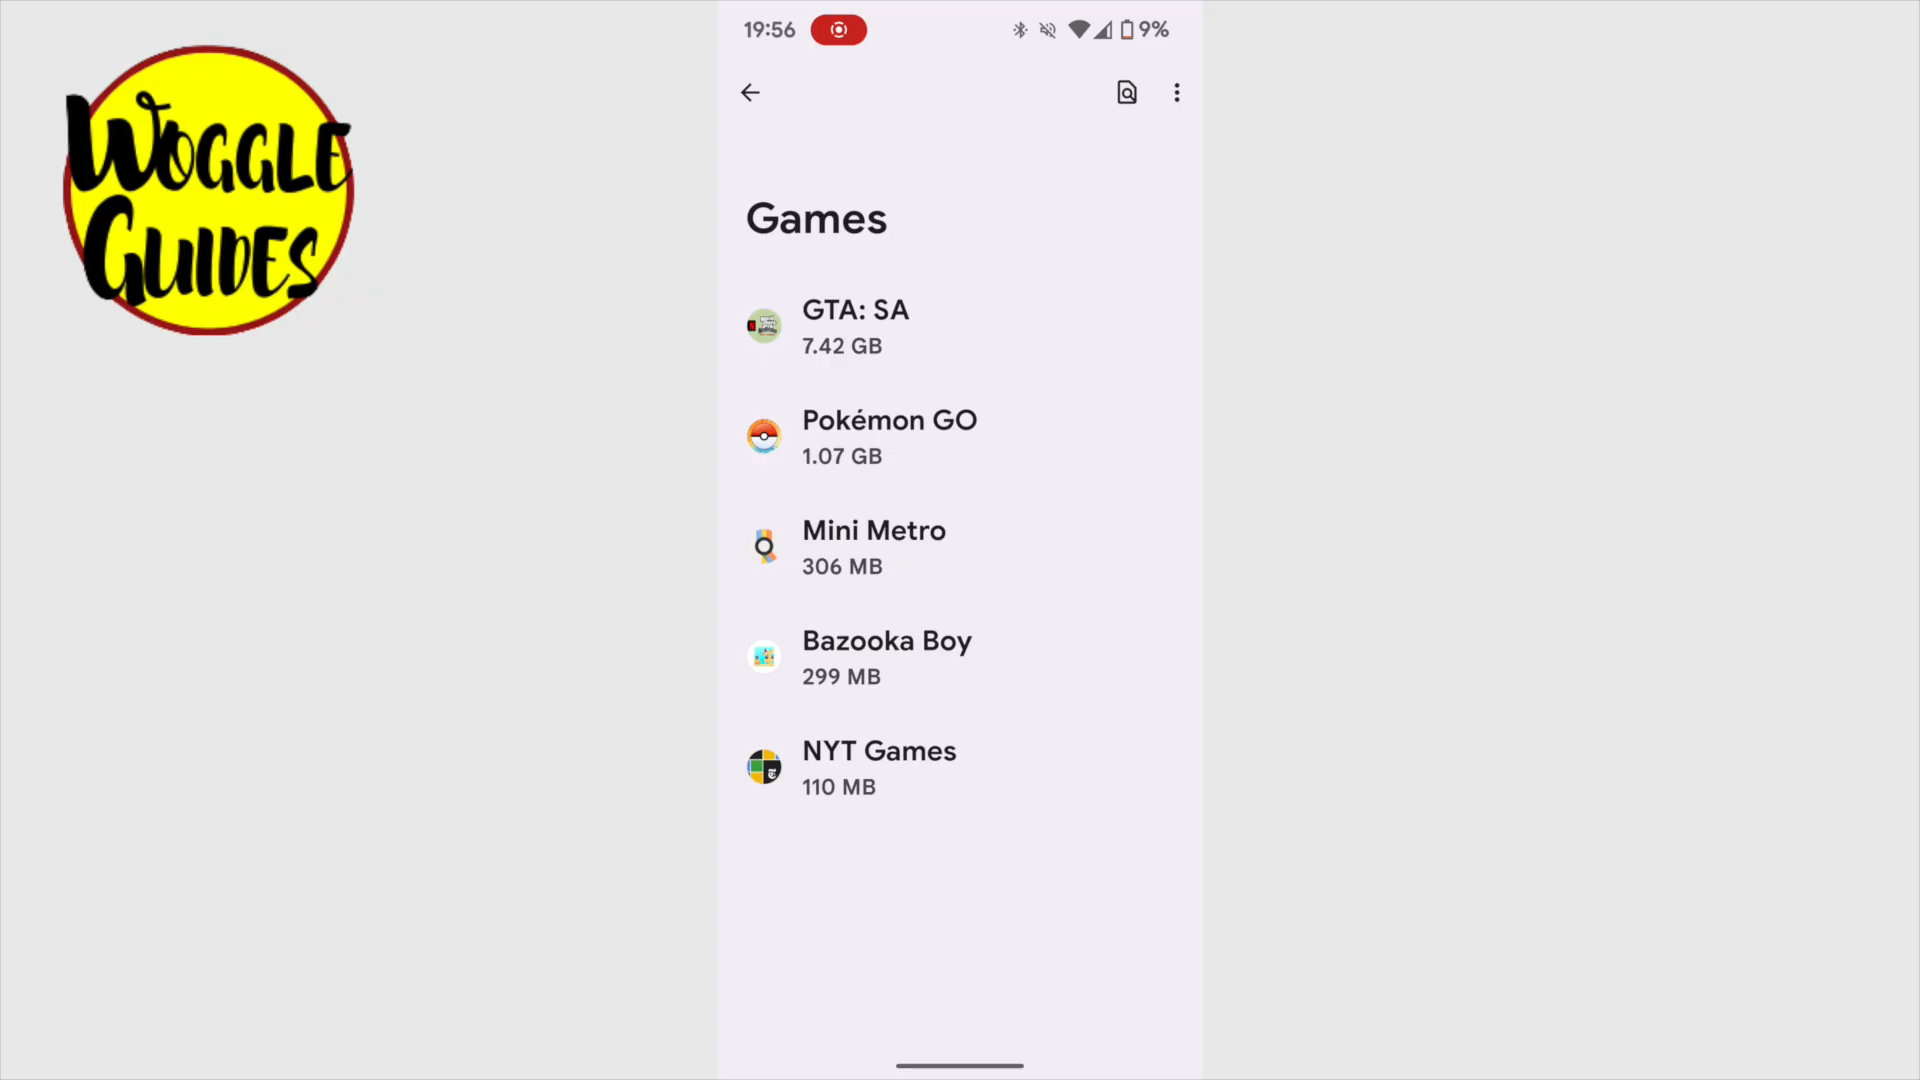 WOGGLE
GUIDES
19:56
9%
Games
GTA: SA
7.42 GB
Pokémon GO
1.07 GB
Mini Metro
306 MB
Bazooka Boy
299 MB
NYT Games
110 MB